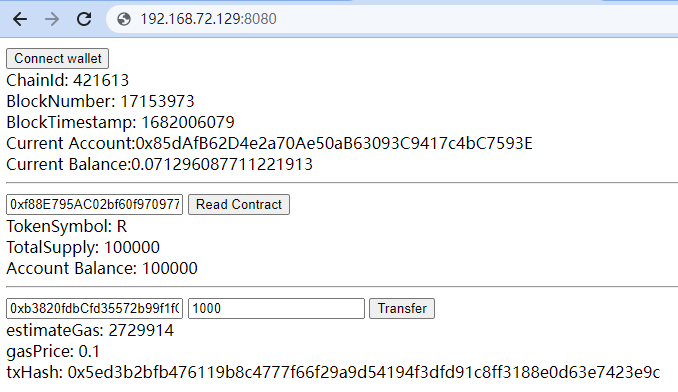 192.168.72.129:8080
Connect wallet
ChainId: 421613
BlockNumber: 17153973
BlockTimestamp: 1682006079
Current Account:0x85dAfB62D4e2a70Ae50aB63093C9417c4bC7593E
Current Balance:0.071296087711221913
0xf88E795AC02bf60f970977 Read Contract
TokenSymbol: R
TotalSupply: 100000
Account Balance: 100000
0xb3820fdbCfd35572b99f1f0 1000 Transfer
estimateGas: 2729914
gasPrice: 0.1
txHash: 0x5ed3b2bfb476119b8c4777f66f29a9d54194f3dfd91c8ff3188e0d63e7423e9c